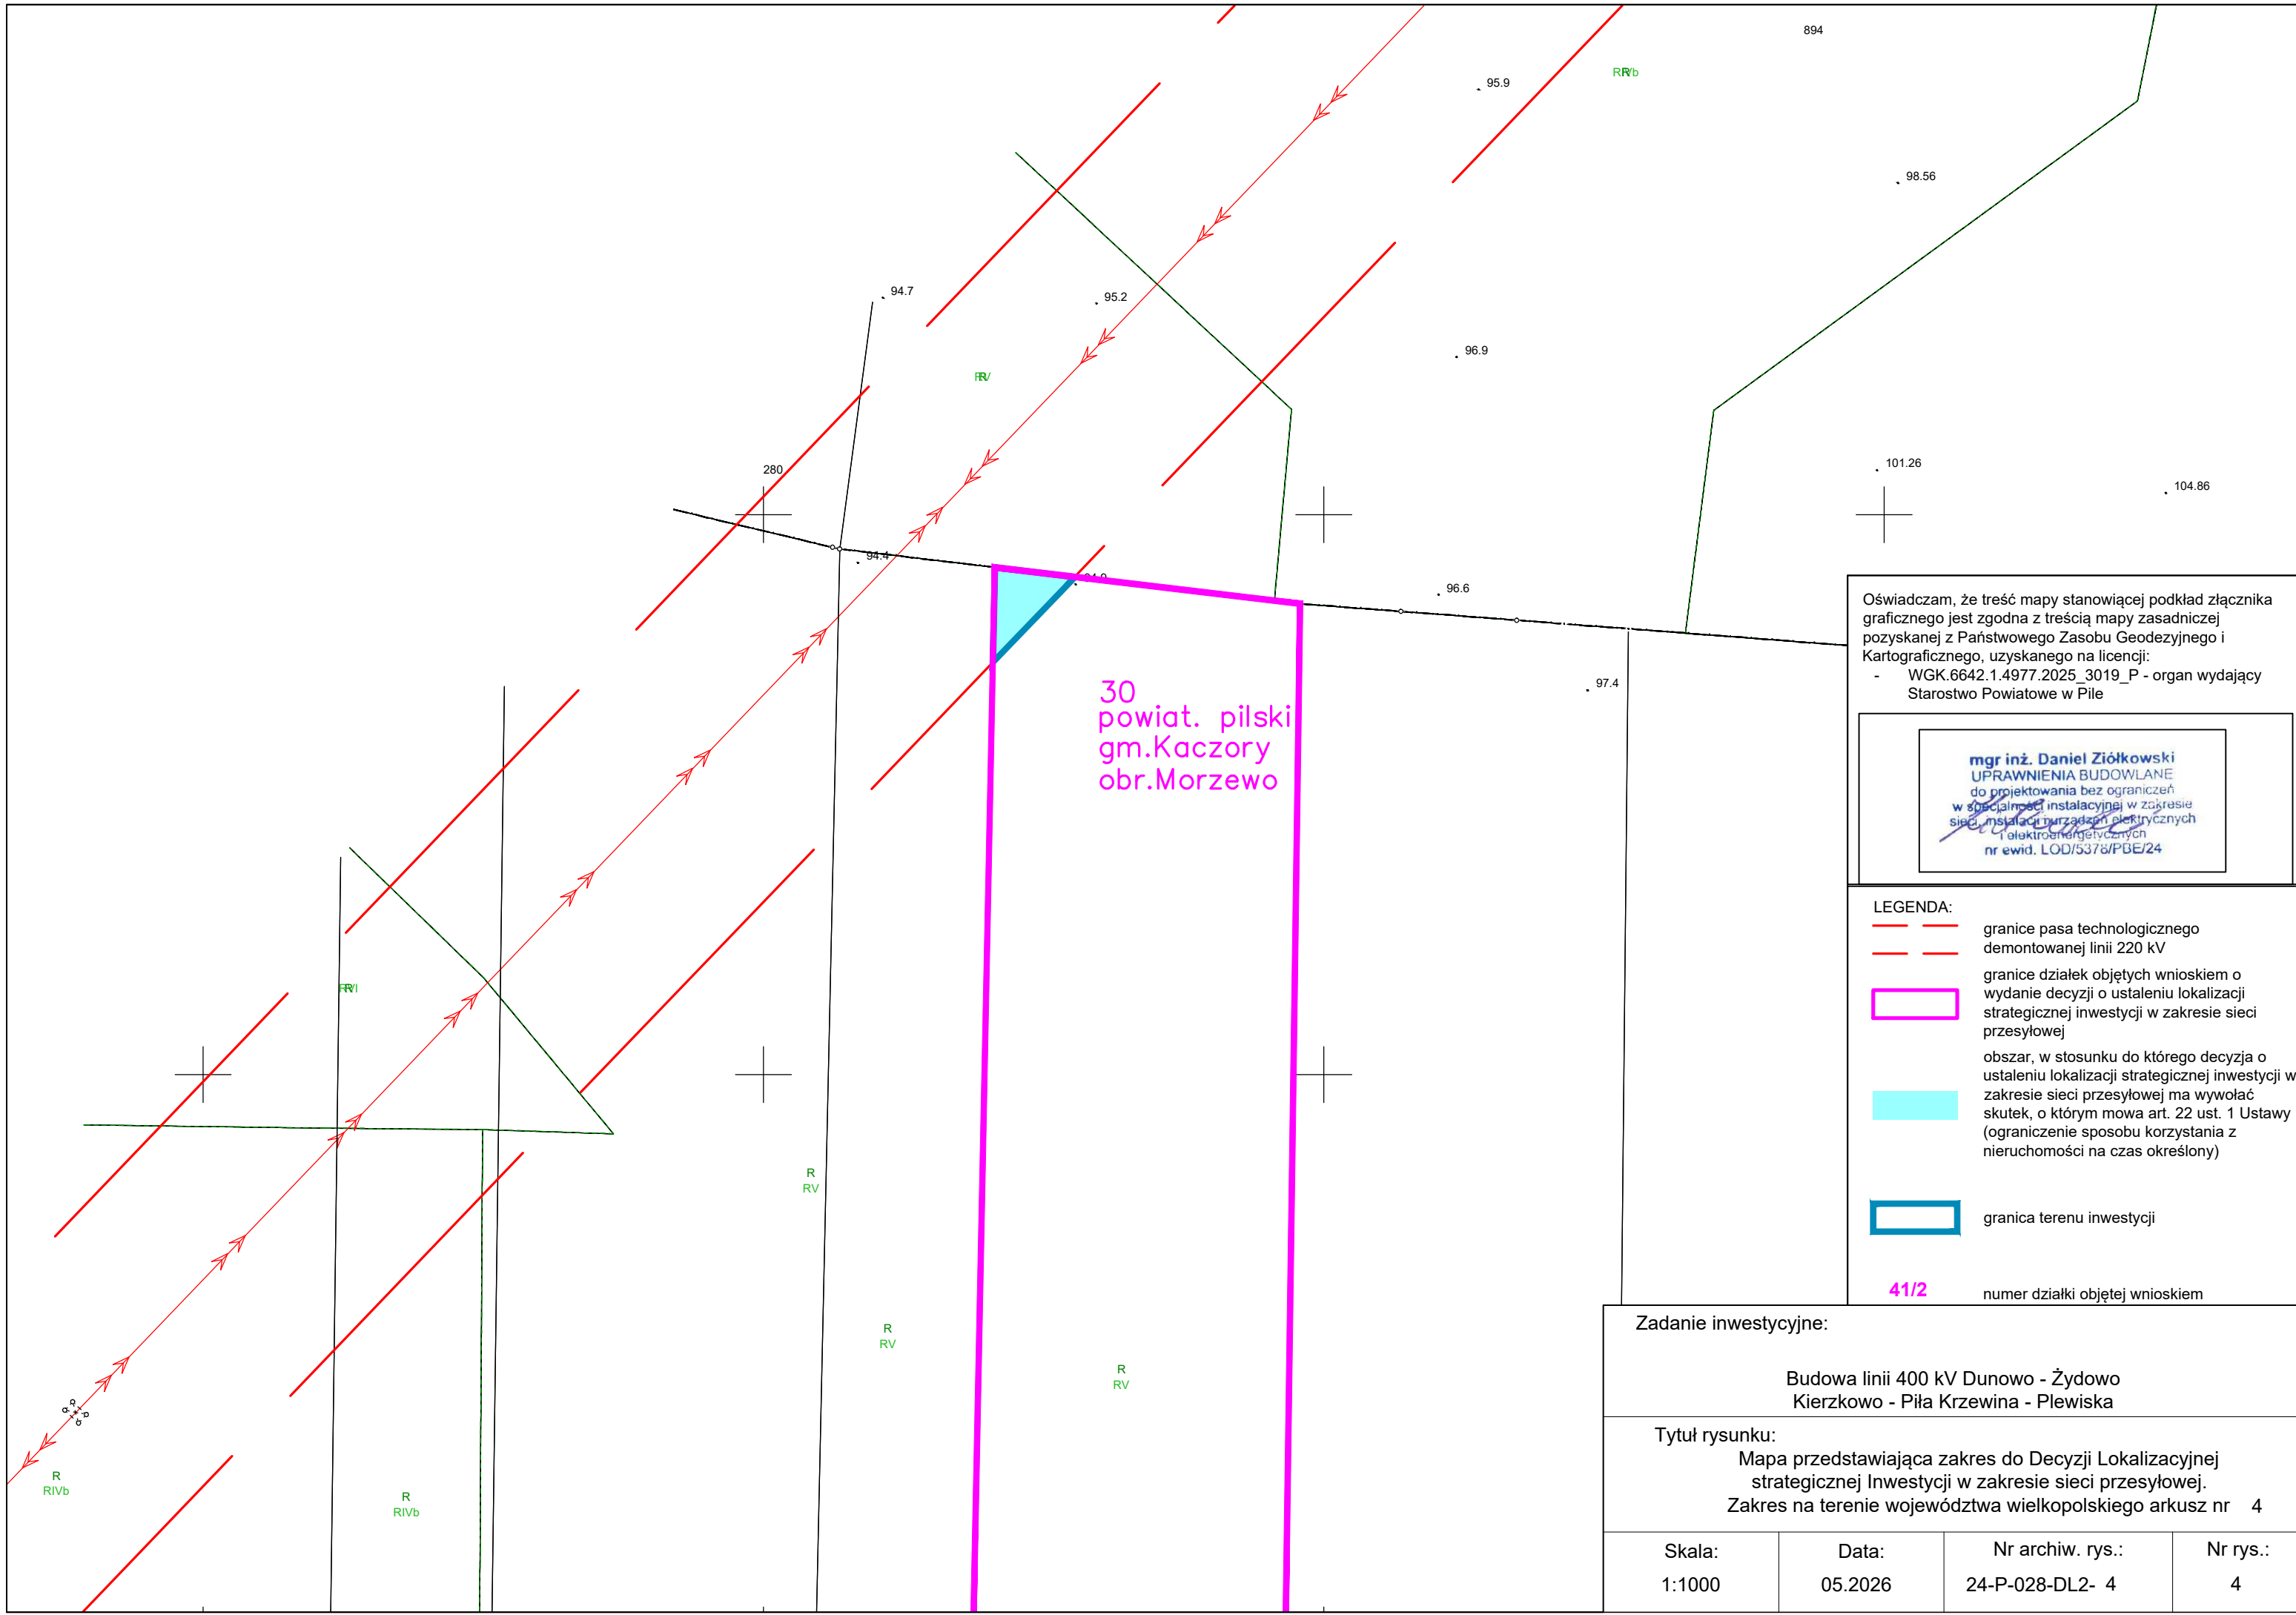 894
RIVb
R
95.9
98.56
94.7
95.2
96.9
RV
R
280
101.26
104.86
94.4
96.6
97.4
30
powiat. pilski
gm.Kaczory
obr.Morzewo
R
R
RV
R
RV
R
RV
R
RIVb
R
RIVb
Oświadczam, że treść mapy stanowiącej podkład złącznika
graficznego jest zgodna z treścią mapy zasadniczej
pozyskanej z Państwowego Zasobu Geodezyjnego i
Kartograficznego, uzyskanego na licencji:
- WGK.6642.1.4977.2025_3019_P - organ wydający
Starostwo Powiatowe w Pile
mgr inż. Daniel Ziółkowski
UPRAWNIENIA BUDOWLANE
do projektowania bez ograniczeń
w specjalności instalacyjnej w zakresie
sieci, instalacji i urządzeń elektrycznych
i elektroenergetycznych
nr ewid. LOD/5378/PBE/24
LEGENDA:
granice pasa technologicznego
demontowanej linii 220 kV
granice działek objętych wnioskiem o
wydanie decyzji o ustaleniu lokalizacji
strategicznej inwestycji w zakresie sieci
przesyłowej
obszar, w stosunku do którego decyzja o
ustaleniu lokalizacji strategicznej inwestycji w
zakresie sieci przesyłowej ma wywołać
skutek, o którym mowa art. 22 ust. 1 Ustawy
(ograniczenie sposobu korzystania z
nieruchomości na czas określony)
granica terenu inwestycji
41/2 numer działki objętej wnioskiem
Zadanie inwestycyjne:
Budowa linii 400 kV Dunowo - Żydowo
Kierzkowo - Piła Krzewina - Plewiska
Tytuł rysunku:
Mapa przedstawiająca zakres do Decyzji Lokalizacyjnej
strategicznej Inwestycji w zakresie sieci przesyłowej.
Zakres na terenie województwa wielkopolskiego arkusz nr 4
Skala: Data: Nr archiw. rys.: Nr rys.:
1:1000 05.2026 24-P-028-DL2- 4 4